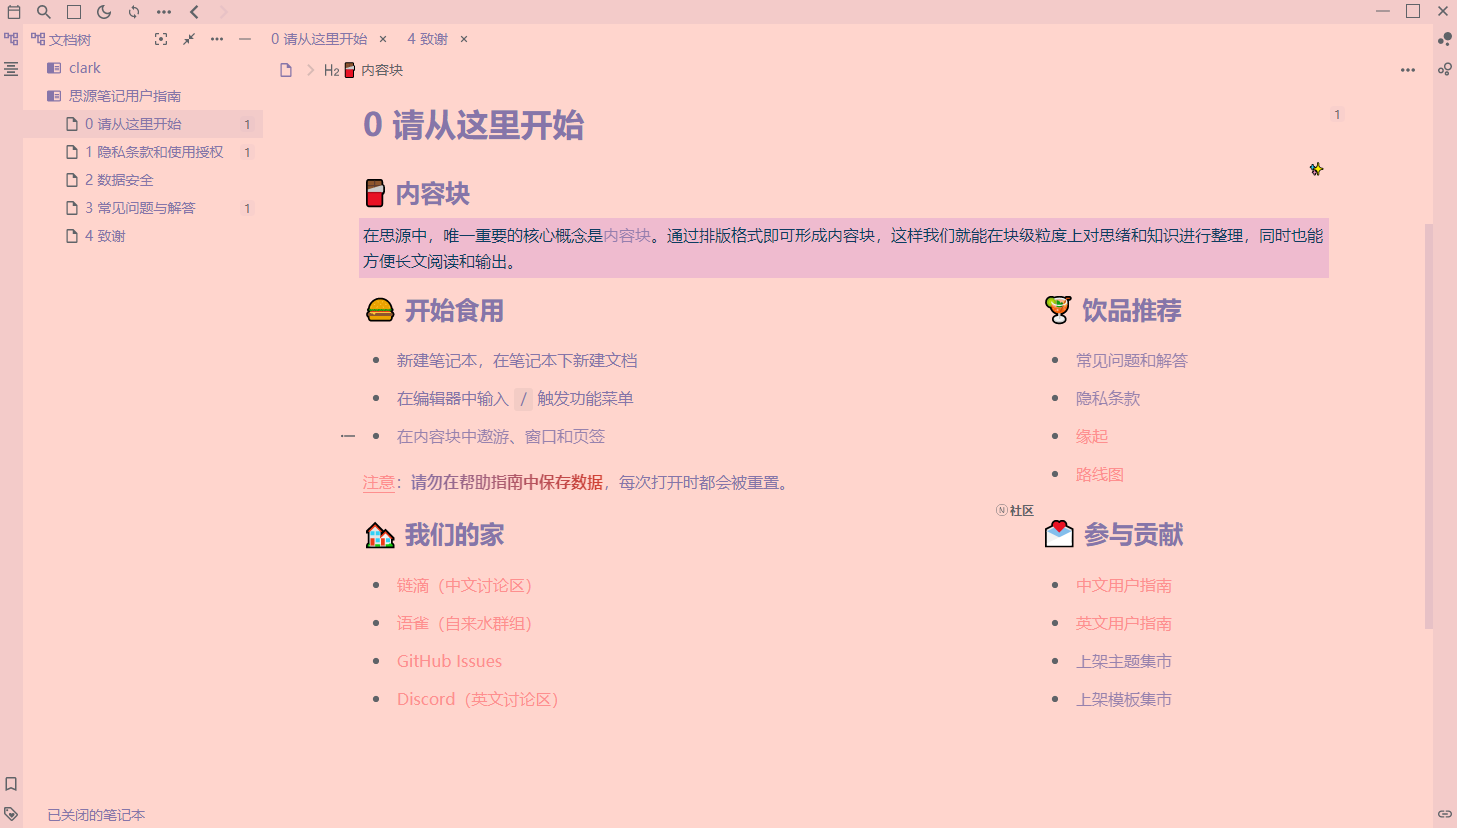 文档树
0 请从这里开始
4 致谢
clark
思源笔记用户指南
0 请从这里开始 1
1 隐私条款和使用授权 1
2 数据安全
3 常见问题与解答 1
4 致谢
已关闭的笔记本
H2 内容块
0 请从这里开始
1
内容块
在思源中，唯一重要的核心概念是内容块。通过排版格式即可形成内容块，这样我们就能在块级粒度上对思绪和知识进行整理，同时也能
方便长文阅读和输出。
开始食用
新建笔记本，在笔记本下新建文档
在编辑器中输入 / 触发功能菜单
在内容块中遨游、窗口和页签
注意：请勿在帮助指南中保存数据，每次打开时都会被重置。
饮品推荐
常见问题和解答
隐私条款
缘起
路线图
我们的家
链滴（中文讨论区）
语雀（自来水群组）
GitHub Issues
Discord（英文讨论区）
Ⓝ 社区
参与贡献
中文用户指南
英文用户指南
上架主题集市
上架模板集市